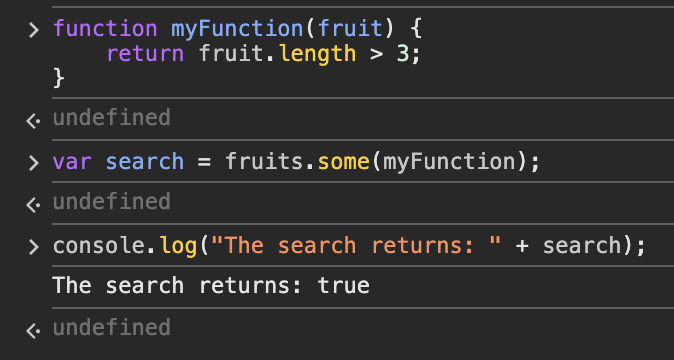 function myFunction(fruit) {
    return fruit.length > 3;
}
undefined
var search = fruits.some(myFunction);
undefined
console.log("The search returns: " + search);
The search returns: true
undefined